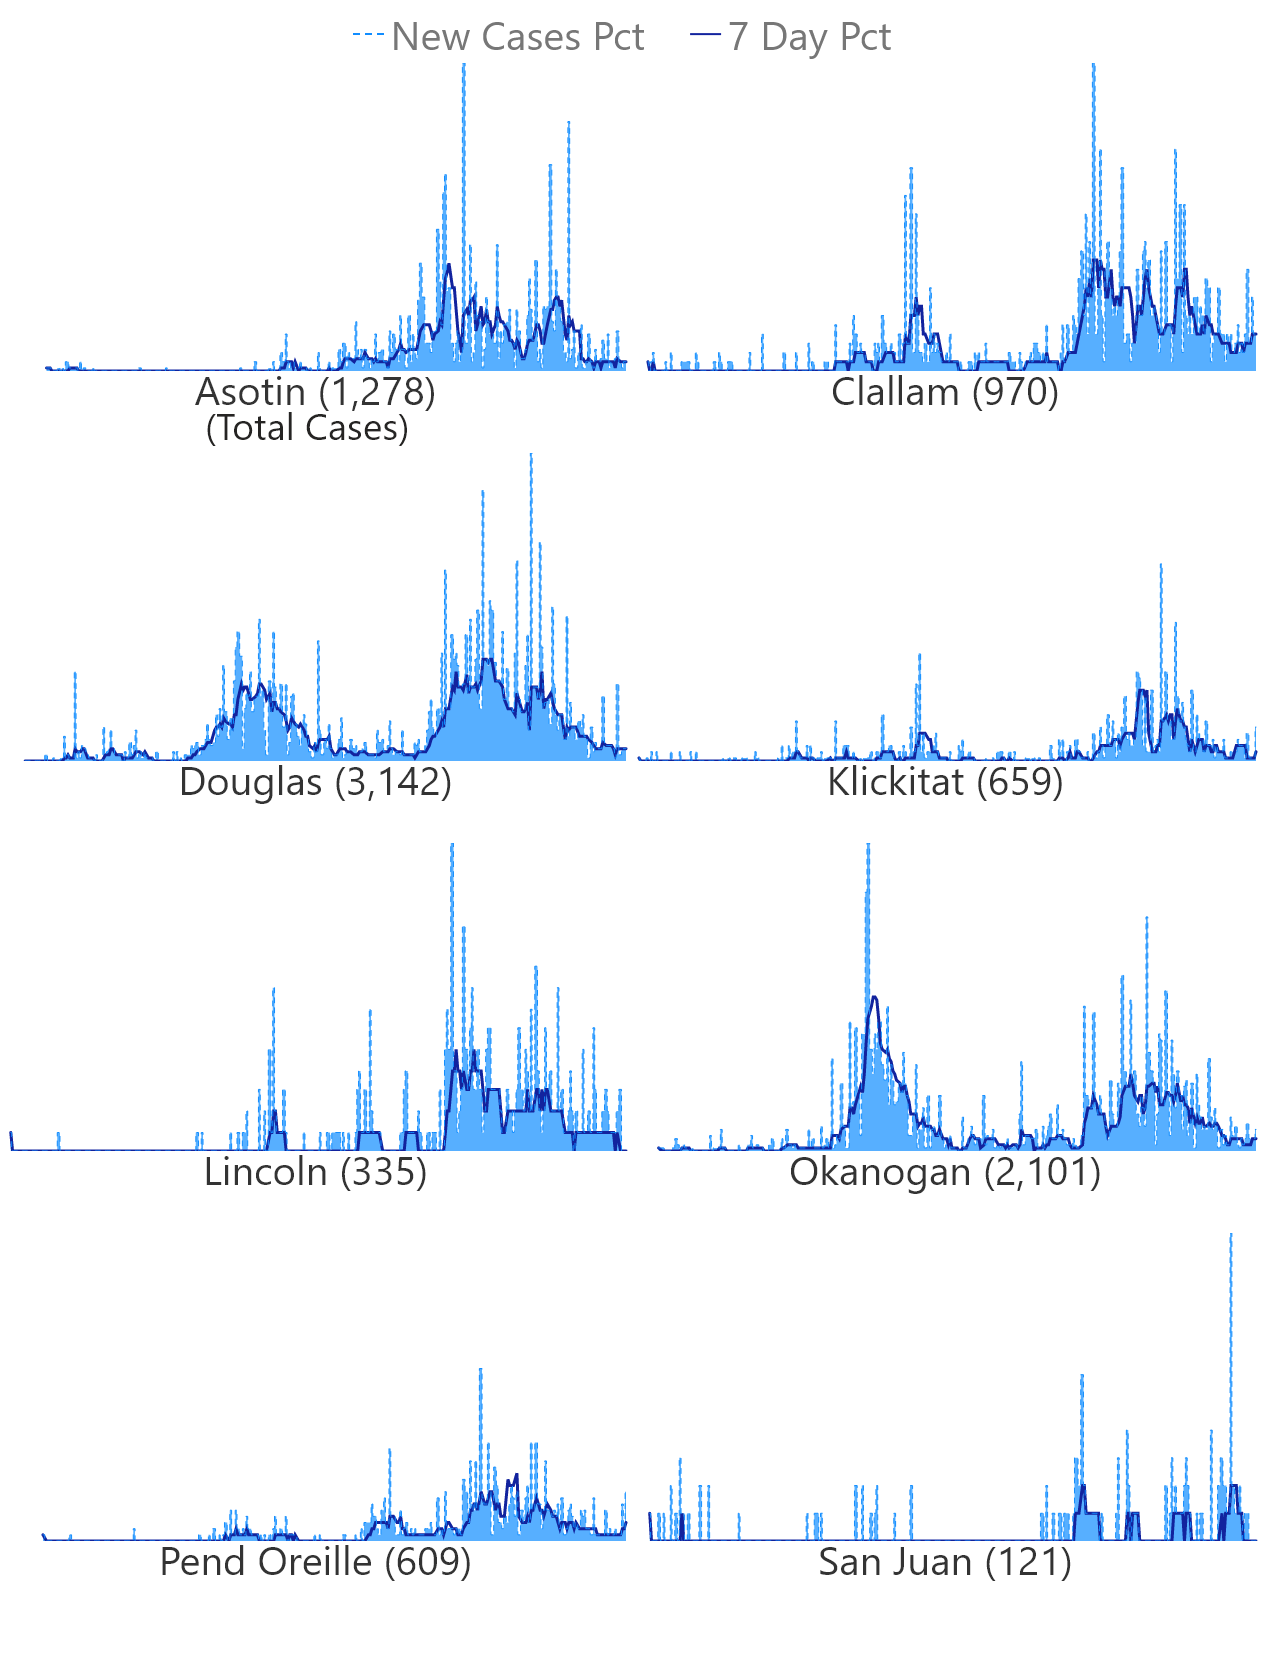 New Cases Pct 7 Day Pct
Asotin (1,278) Clallam (970)
(Total Cases)
Douglas (3,142) Klickitat (659)
Lincoln (335) Okanogan (2,101)
Pend Oreille (609) San Juan (121)